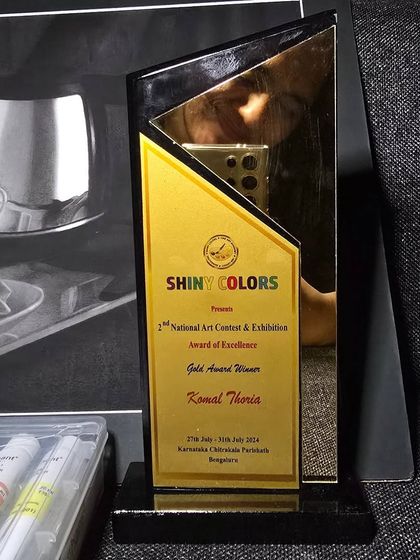 SHINY COLORS
Presents
2nd National Art Contest & Exhibition
Award of Excellence
Gold Award Winner
Komal Thoria
27th July - 31th July 2024
Karnataka Chitrakala Parishath
Bengaluru